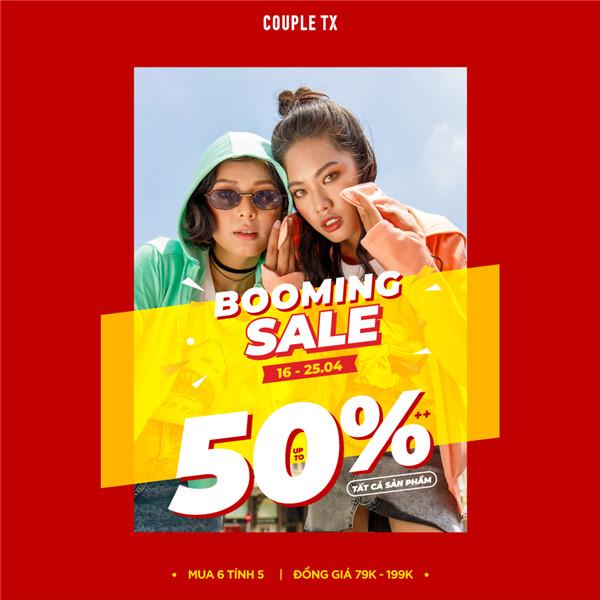 COUPLE TX
BOOMING
SALE
16 - 25.04
UP TO
50%++
TẤT CẢ SẢN PHẨM
• MUA 6 TÍNH 5 | ĐỒNG GIÁ 79K - 199K •